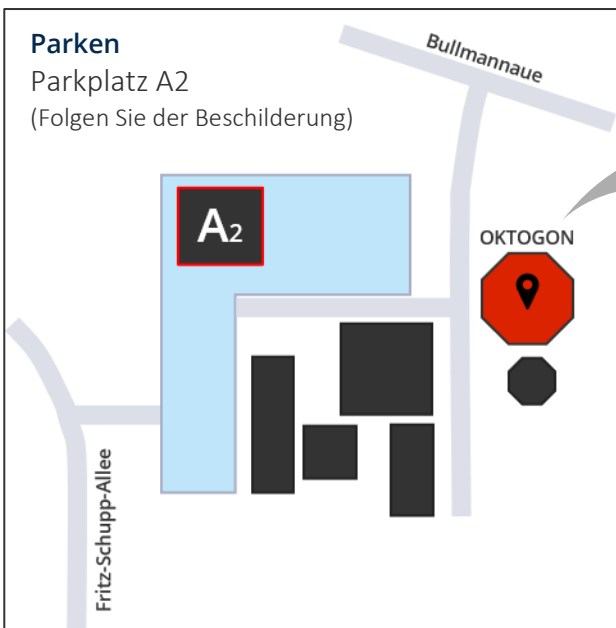 Parken
Parkplatz A2
(Folgen Sie der Beschilderung)
Bullmannaue
A2
OKTOGON
Fritz-Schupp-Allee